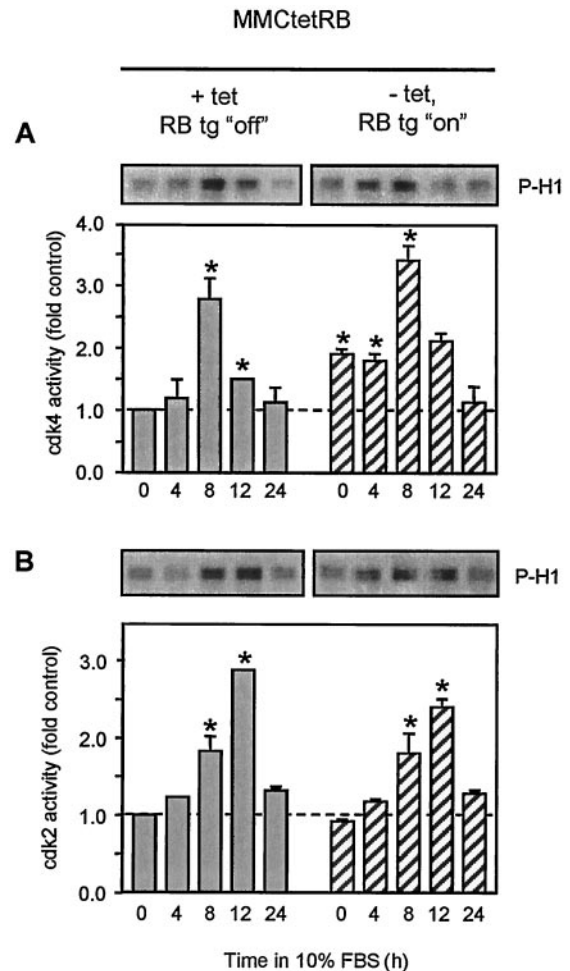 MMCtetRB
+ tet - tet,
RB tg "off" RB tg "on"
A
P-H1
4.0
* *
3.0
cdk4 activity (fold control)
* *
2.0
*
1.0
0.0
0 4 8 12 24 0 4 8 12 24
B
P-H1
3.0
* *
cdk2 activity (fold control)
* *
2.0
1.0
0.0
0 4 8 12 24 0 4 8 12 24
Time in 10% FBS (h)